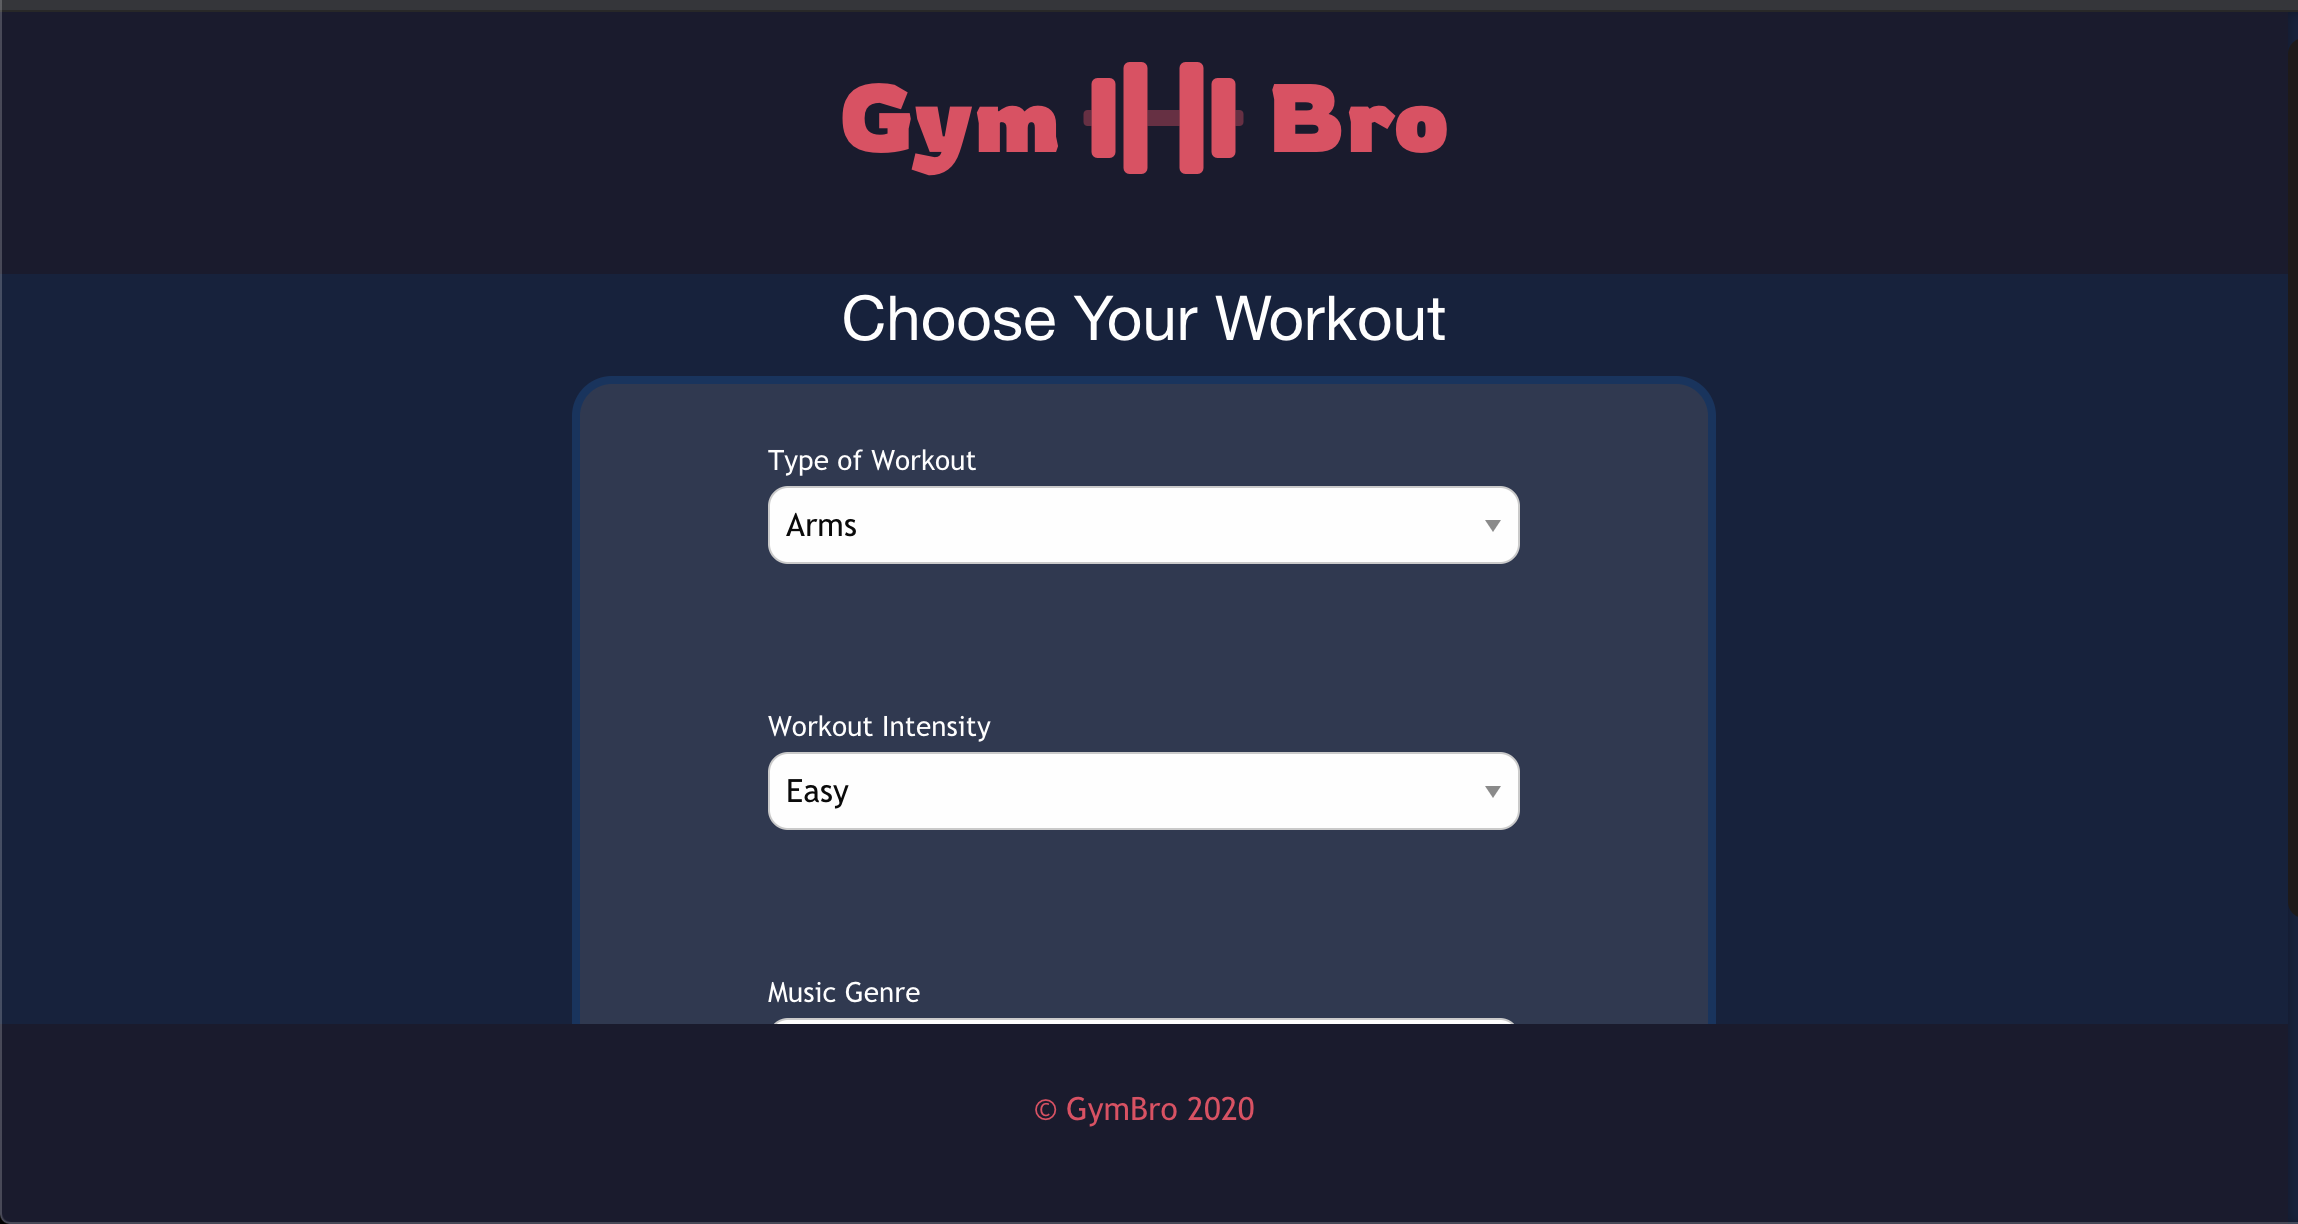 Gym Bro
Choose Your Workout
Type of Workout
Arms
Workout Intensity
Easy
Music Genre
© GymBro 2020